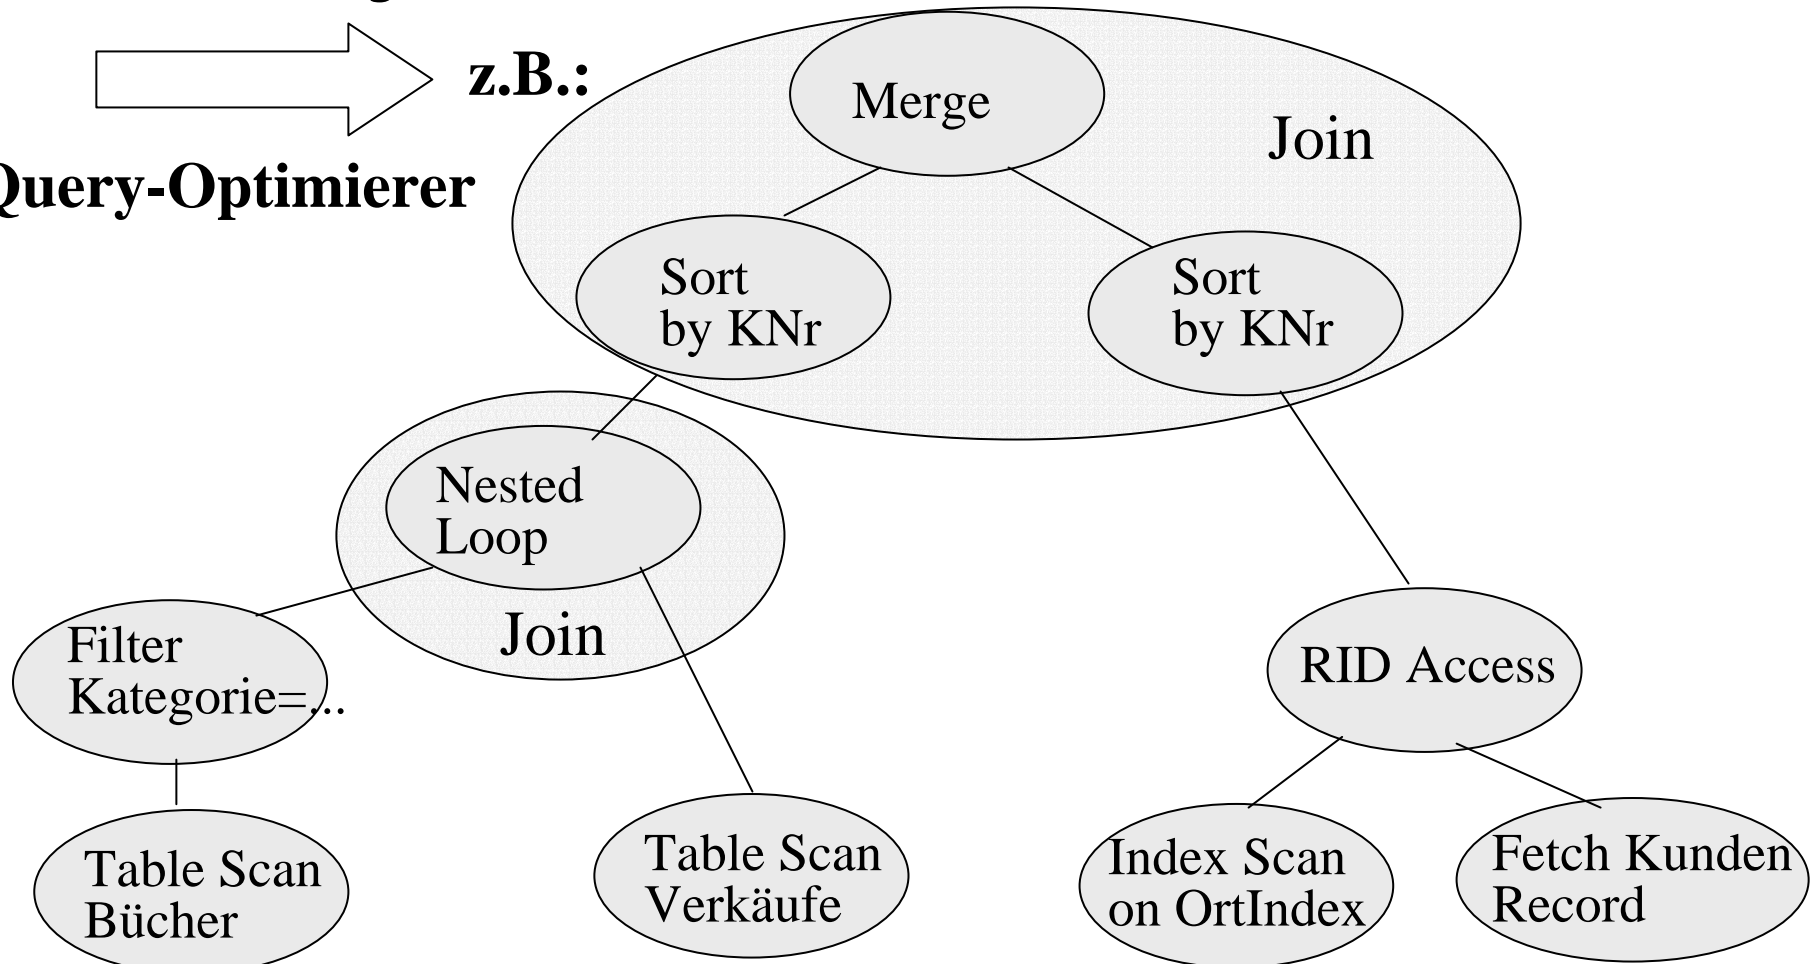 z.B.:
Merge
Join
Query-Optimierer
Sort
by KNr
Sort
by KNr
Nested
Loop
Join
Filter
Kategorie=...
RID Access
Table Scan
Bücher
Table Scan
Verkäufe
Index Scan
on OrtIndex
Fetch Kunden
Record